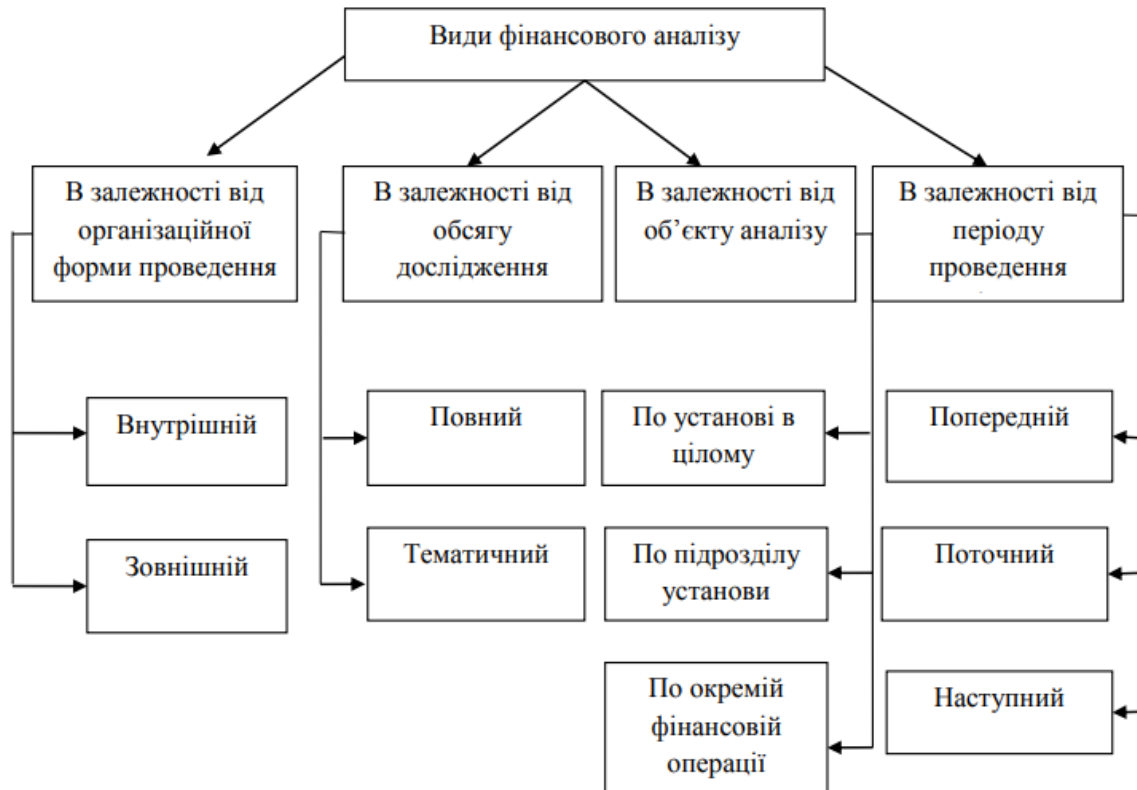 Види фінансового аналізу
В залежності від
організаційної
форми проведення
В залежності від
обсягу
дослідження
В залежності від
об’єкту аналізу
В залежності від
періоду
проведення
Внутрішній
Зовнішній
Повний
Тематичний
По установі в
цілому
По підрозділу
установи
По окремій
фінансовій
операції
Попередній
Поточний
Наступний